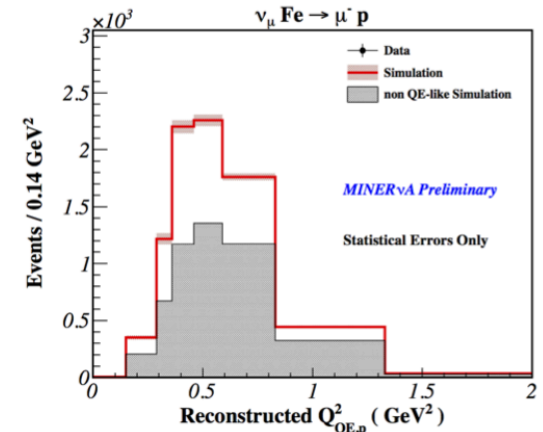 ×10³
ν_μ Fe → μ⁻ p
Data
Simulation
non QE-like Simulation
MINERνA Preliminary
Statistical Errors Only
Events / 0.14 GeV²
3
2.5
2
1.5
1
0.5
0
0 0.5 1 1.5 2
Reconstructed Q²_QE,p ( GeV² )